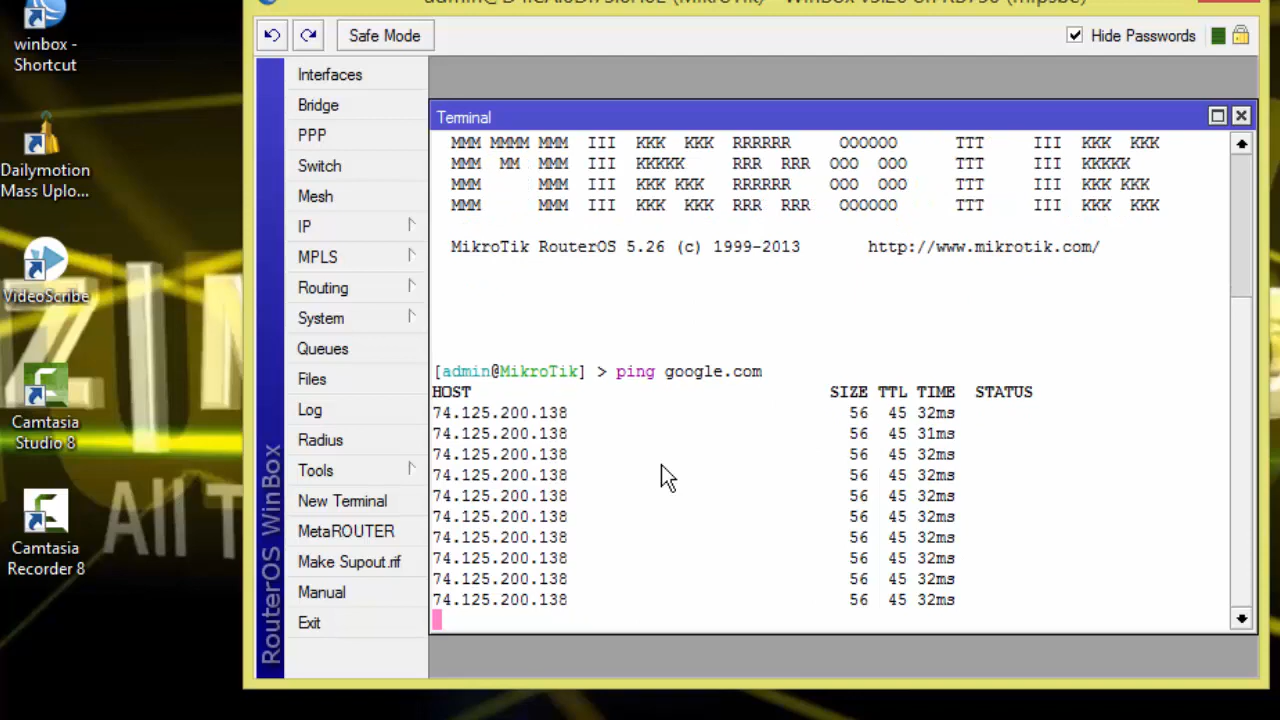 winbox -
Shortcut
Dailymotion
Mass Uplo...
VideoScribe
Camtasia
Studio 8
Camtasia
Recorder 8
ZIN
All T
Safe Mode
Hide Passwords
RouterOS WinBox
Interfaces
Bridge
PPP
Switch
Mesh
IP
MPLS
Routing
System
Queues
Files
Log
Radius
Tools
New Terminal
MetaROUTER
Make Supout.rif
Manual
Exit
Terminal
MMM MMMM MMM III KKK KKK RRRRRR OOOOOO TTT III KKK KKK
MMM MM MMM III KKKKK RRR RRR OOO OOO TTT III KKKKK
MMM MMM III KKK KKK RRRRRR OOO OOO TTT III KKK KKK
MMM MMM III KKK KKK RRR RRR OOOOOO TTT III KKK KKK
MikroTik RouterOS 5.26 (c) 1999-2013 http://www.mikrotik.com/
[admin@MikroTik] > ping google.com
HOST SIZE TTL TIME STATUS
74.125.200.138 56 45 32ms
74.125.200.138 56 45 31ms
74.125.200.138 56 45 32ms
74.125.200.138 56 45 32ms
74.125.200.138 56 45 32ms
74.125.200.138 56 45 32ms
74.125.200.138 56 45 32ms
74.125.200.138 56 45 32ms
74.125.200.138 56 45 32ms
74.125.200.138 56 45 32ms